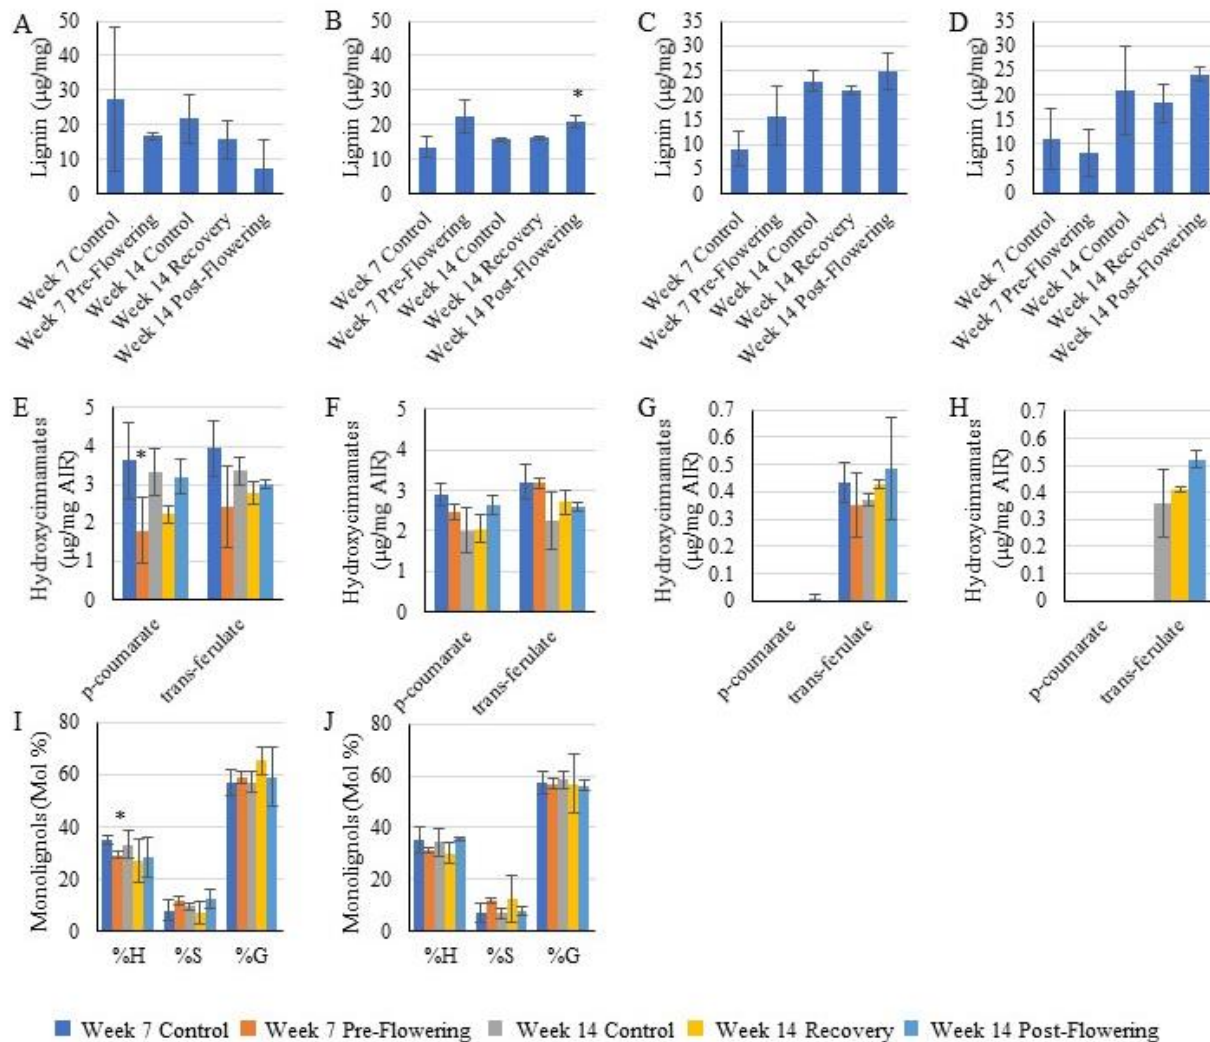 A
Lignin (µg/mg)
50
40
30
20
10
0
Week 7 Control
Week 7 Pre-Flowering
Week 14 Control
Week 14 Recovery
Week 14 Post-Flowering
B
Lignin (µg/mg)
50
40
30
20
10
0
*
Week 7 Control
Week 7 Pre-Flowering
Week 14 Control
Week 14 Recovery
Week 14 Post-Flowering
C
Lignin (µg/mg)
35
30
25
20
15
10
5
0
Week 7 Control
Week 7 Pre-Flowering
Week 14 Control
Week 14 Recovery
Week 14 Post-Flowering
D
Lignin (µg/mg)
35
30
25
20
15
10
5
0
Week 7 Control
Week 7 Pre-Flowering
Week 14 Control
Week 14 Recovery
Week 14 Post-Flowering
E
Hydroxycinnamates
(µg/mg AIR)
5
4
3
2
1
0
*
p-coumarate
trans-ferulate
F
Hydroxycinnamates
(µg/mg AIR)
5
4
3
2
1
0
p-coumarate
trans-ferulate
G
Hydroxycinnamates
(µg/mg AIR)
0.7
0.6
0.5
0.4
0.3
0.2
0.1
0
p-coumarate
trans-ferulate
H
Hydroxycinnamates
(µg/mg AIR)
0.7
0.6
0.5
0.4
0.3
0.2
0.1
0
p-coumarate
trans-ferulate
I
Monolignols (Mol %)
80
60
40
20
0
*
%H %S %G
J
Monolignols (Mol %)
80
60
40
20
0
%H %S %G
Week 7 Control Week 7 Pre-Flowering Week 14 Control Week 14 Recovery Week 14 Post-Flowering